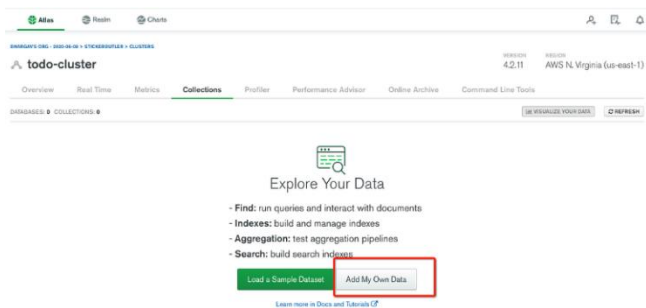 Atlas Realm Charts
> CLUSTERS
VERSION REGION
todo-cluster 4.2.11 AWS N. Virginia (us-east-1)
Overview Real Time Metrics Collections Profiler Performance Advisor Online Archive Command Line Tools
DATABASES: 0 COLLECTIONS: 0 VISUALIZE YOUR DATA REFRESH
Explore Your Data
- Find: run queries and interact with documents
- Indexes: build and manage indexes
- Aggregation: test aggregation pipelines
- Search: build search indexes
Load a Sample Dataset Add My Own Data
Learn more in Docs and Tutorials